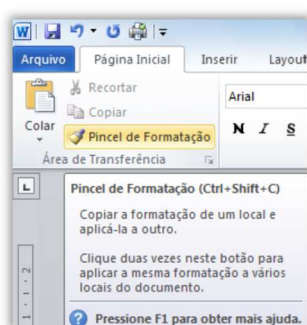 W
Arquivo Página Inicial Inserir Layout
Colar
Recortar
Copiar
Pincel de Formatação
Área de Transferência
Arial
N I S
L
Pincel de Formatação (Ctrl+Shift+C)
Copiar a formatação de um local e
aplicá-la a outro.
Clique duas vezes neste botão para
aplicar a mesma formatação a vários
locais do documento.
Pressione F1 para obter mais ajuda.
2
1